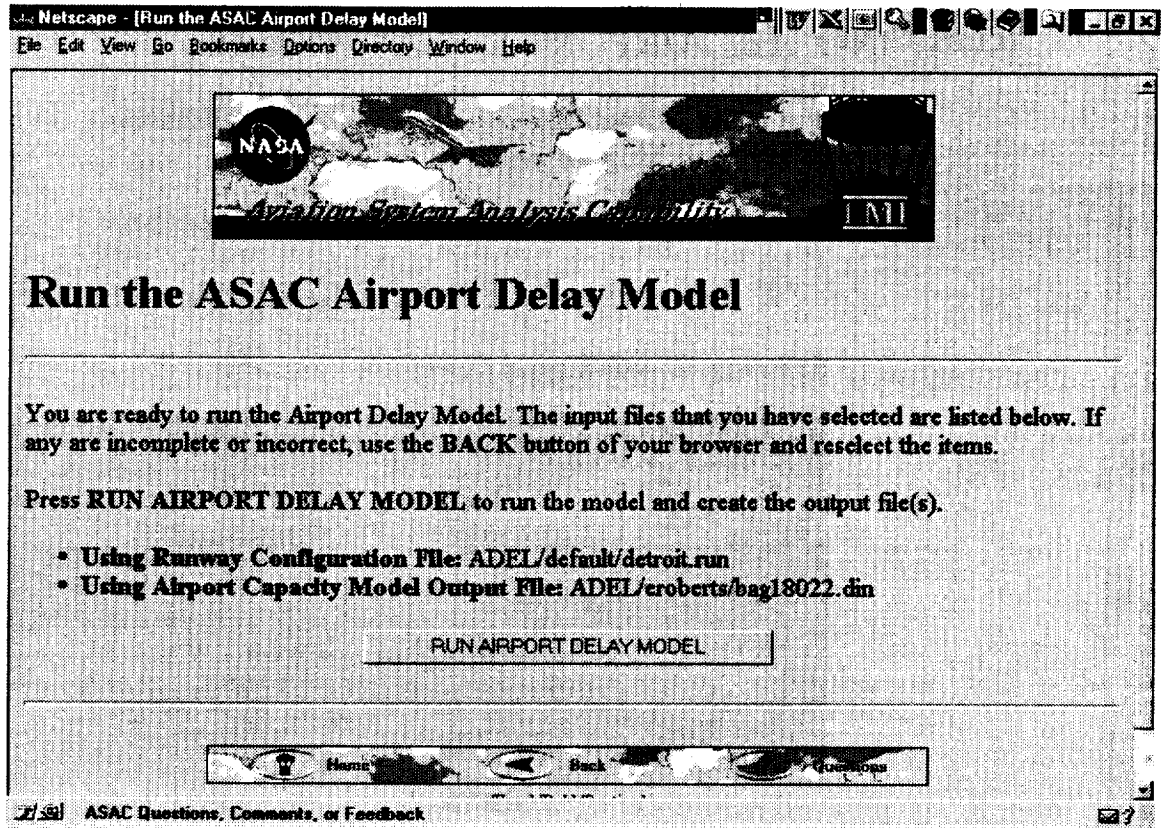 Netscape - [Run the ASAC Airport Delay Model]
File Edit View Go Bookmarks Options Directory Window Help
NASA
Aviation System Analysis Capability
LMI
Run the ASAC Airport Delay Model
You are ready to run the Airport Delay Model. The input files that you have selected are listed below. If
any are incomplete or incorrect, use the BACK button of your browser and reselect the items.
Press RUN AIRPORT DELAY MODEL to run the model and create the output file(s).
• Using Runway Configuration File: ADEL/default/detroit.run
• Using Airport Capacity Model Output File: ADEL/eroberts/bag18022.din
RUN AIRPORT DELAY MODEL
Home Back Questions
ASAC Questions, Comments, or Feedback